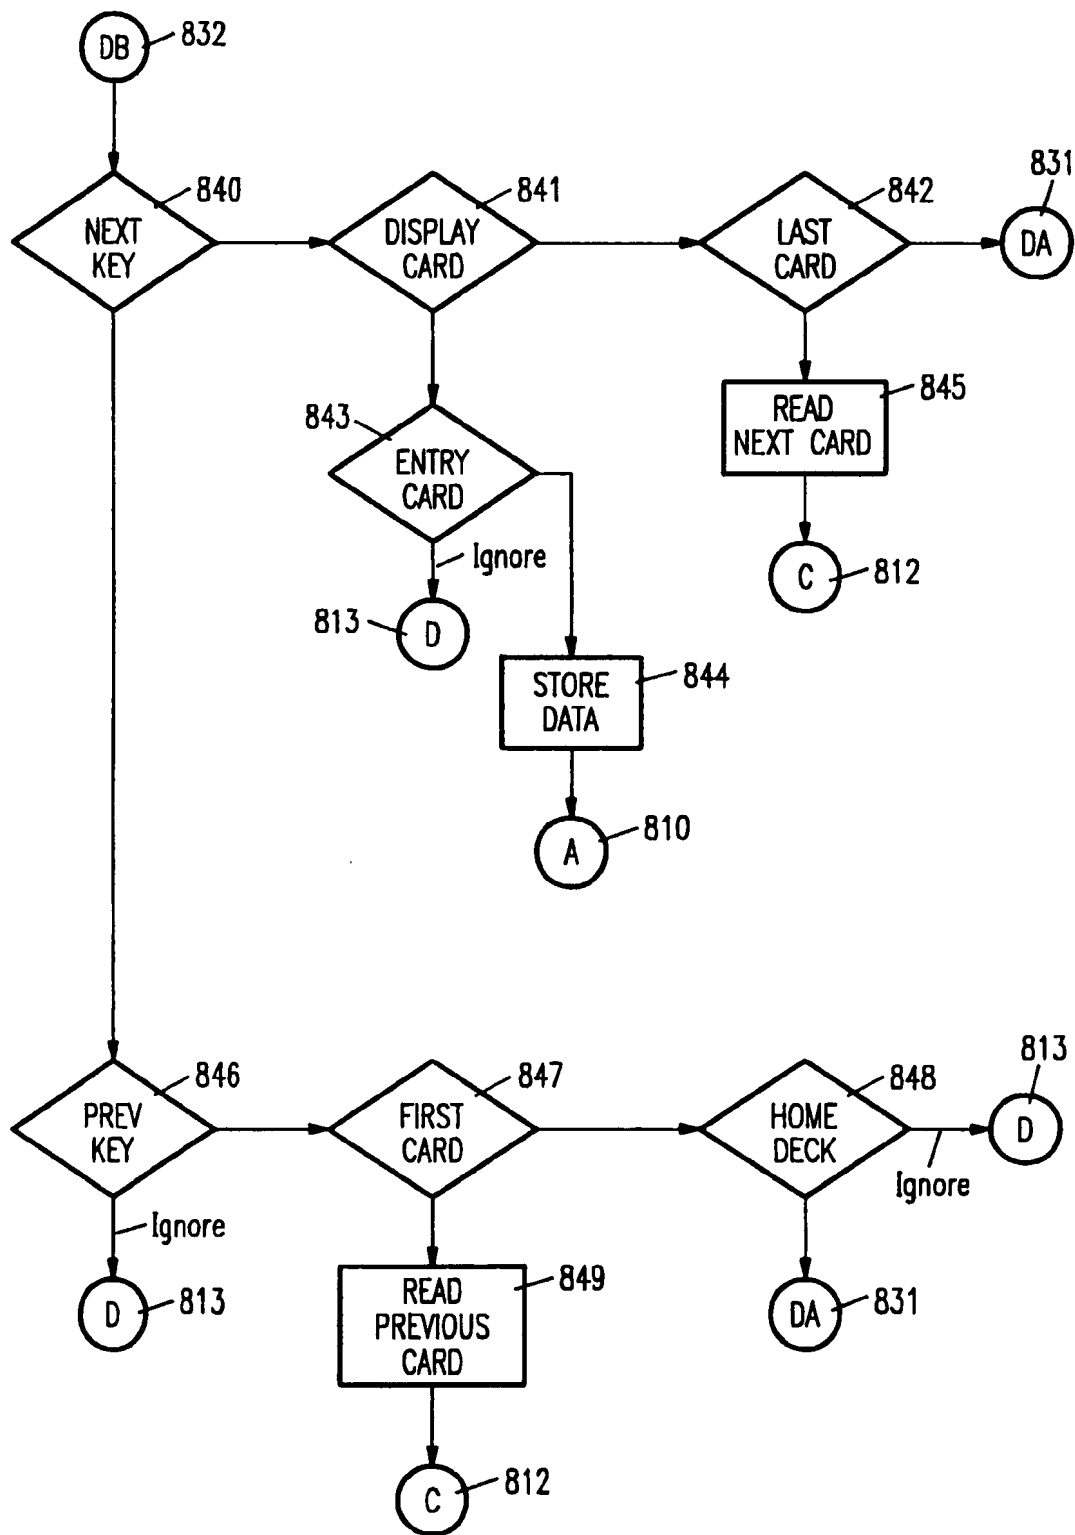 DB
832
NEXT
KEY
840
DISPLAY
CARD
841
LAST
CARD
842
DA
831
843
ENTRY
CARD
READ
NEXT CARD
845
Ignore
C
812
813
D
STORE
DATA
844
A
810
PREV
KEY
846
FIRST
CARD
847
HOME
DECK
848
813
D
Ignore
Ignore
D
813
READ
PREVIOUS
CARD
849
DA
831
C
812